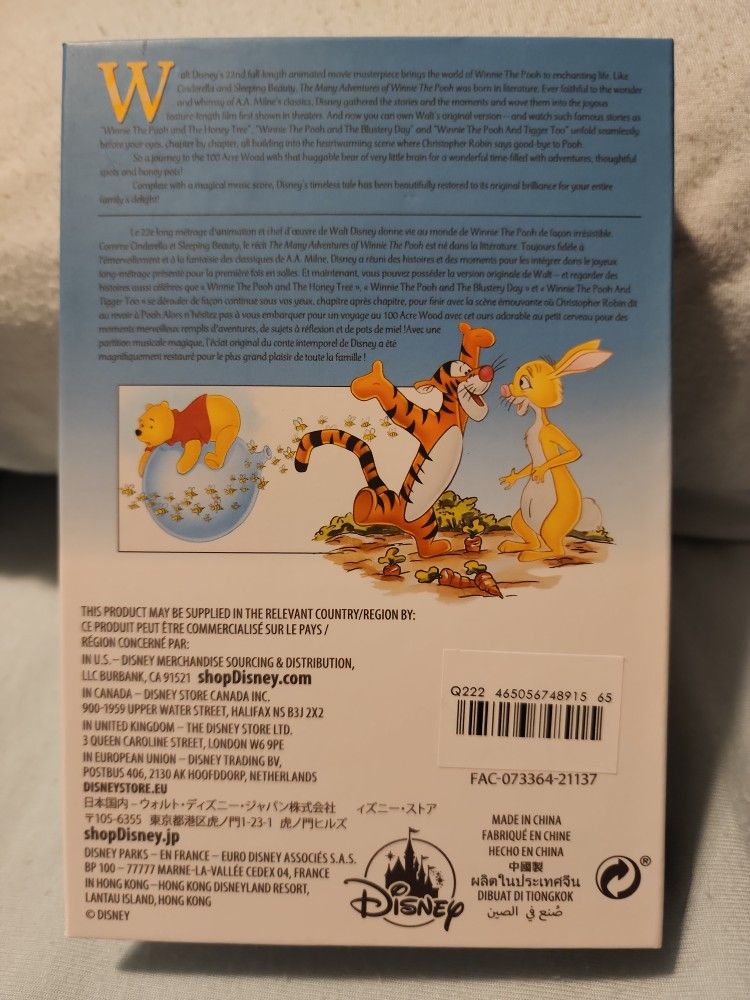 Walt Disney's 22nd full-length animated movie masterpiece brings the world of Winnie The Pooh to enchanting life. Like
Cinderella and Sleeping Beauty, The Many Adventures of Winnie The Pooh was born in literature. Ever faithful to the wonder
and whimsy of A.A. Milne's classics, Disney gathered the stories and the moments and wove them into the joyous
feature-length film first shown in theaters. And now you can own Walt's original version – and watch such famous stories as
"Winnie The Pooh and The Honey Tree", "Winnie The Pooh and The Blustery Day" and "Winnie The Pooh And Tigger Too" unfold seamlessly
before your eyes, chapter by chapter, all building into the heartwarming scene where Christopher Robin says good-bye to Pooh.
So a journey to the 100 Acre Wood with that huggable bear of very little brain for a wonderful time filled with adventures, thoughtful
spots and honey pots!
Complete with a magical music score, Disney's timeless tale has been beautifully restored to its original brilliance for your entire
family's delight!
Le 22e long métrage d'animation et chef d'œuvre de Walt Disney donne vie au monde de Winnie The Pooh de façon irrésistible.
Comme Cinderella et Sleeping Beauty, le récit The Many Adventures of Winnie The Pooh est né dans la littérature. Toujours fidèle à
l'émerveillement et à la fantaisie des classiques de A.A. Milne, Disney a réuni des histoires et des moments pour les intégrer dans le joyeux
long-métrage présenté pour la première fois en salles. Et maintenant, vous pouvez posséder la version originale de Walt – et regarder des
histoires aussi célèbres que « Winnie The Pooh and The Honey Tree », « Winnie The Pooh and The Blustery Day » et « Winnie The Pooh And
Tigger Too » se dérouler de façon continue sous vos yeux, chapitre après chapitre, pour finir avec la scène émouvante où Christopher Robin dit
au revoir à Pooh. Alors n'hésitez pas à vous embarquer pour un voyage au 100 Acre Wood avec cet ours adorable au petit cerveau pour des
moments merveilleux remplis d'aventures, de sujets à réflexion et de pots de miel ! Avec une
partition musicale magique, l'éclat original du conte intemporel de Disney a été
magnifiquement restauré pour le plus grand plaisir de toute la famille !
THIS PRODUCT MAY BE SUPPLIED IN THE RELEVANT COUNTRY/REGION BY:
CE PRODUIT PEUT ÊTRE COMMERCIALISÉ SUR LE PAYS /
RÉGION CONCERNÉ PAR:
IN U.S. – DISNEY MERCHANDISE SOURCING & DISTRIBUTION,
LLC BURBANK, CA 91521 shopDisney.com
IN CANADA – DISNEY STORE CANADA INC.
900-1959 UPPER WATER STREET, HALIFAX NS B3J 2X2
IN UNITED KINGDOM – THE DISNEY STORE LTD.
3 QUEEN CAROLINE STREET, LONDON W6 9PE
IN EUROPEAN UNION – DISNEY TRADING BV,
POSTBUS 406, 2130 AK HOOFDDORP, NETHERLANDS
DISNEYSTORE.EU
日本国内 – ウォルト・ディズニー・ジャパン株式会社 ィズニー・ストア
〒105-6355 東京都港区虎ノ門1-23-1 虎ノ門ヒルズ
shopDisney.jp
DISNEY PARKS – EN FRANCE – EURO DISNEY ASSOCIÉS S.A.S.
BP 100 – 77777 MARNE-LA-VALLÉE CEDEX 04, FRANCE
IN HONG KONG – HONG KONG DISNEYLAND RESORT,
LANTAU ISLAND, HONG KONG
© DISNEY
Q222 465056748915 65
FAC-073364-21137
MADE IN CHINA
FABRIQUÉ EN CHINE
HECHO EN CHINA
中國製
ผลิตในประเทศจีน
DIBUAT DI TIONGKOK
صُنع في الصين
®
DISNEY